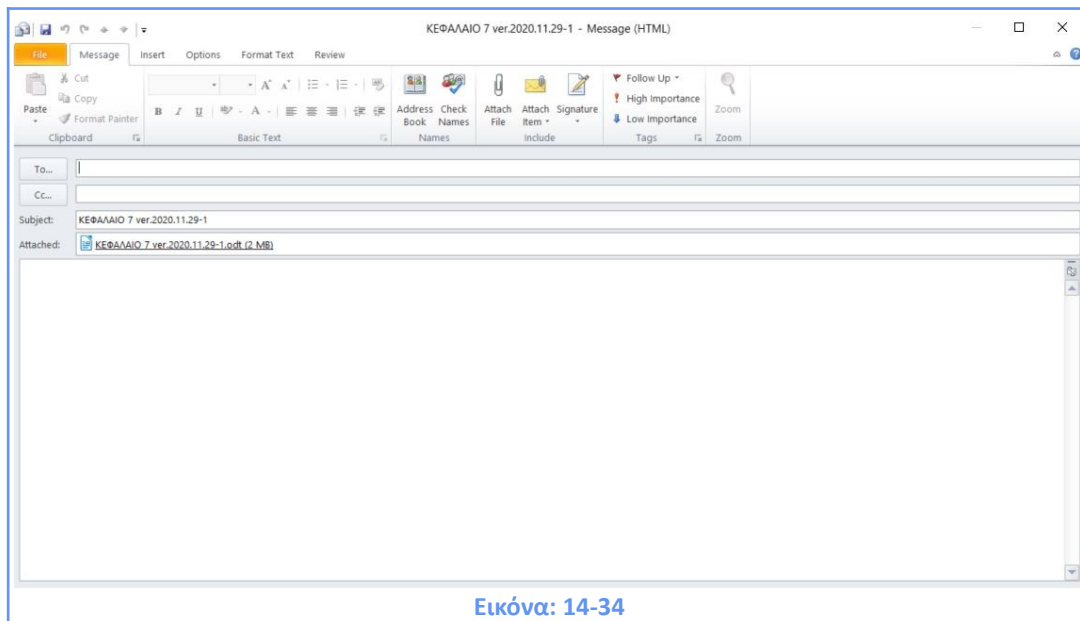 ΚΕΦΑΛΑΙΟ 7 ver.2020.11.29-1 - Message (HTML)
File Message Insert Options Format Text Review
Paste
Cut
Copy
Format Painter
Clipboard
B I U A
Basic Text
Address Book
Check Names
Names
Attach File
Attach Item
Signature
Include
Follow Up
High Importance
Low Importance
Tags
Zoom
Zoom
To...
Cc...
Subject: ΚΕΦΑΛΑΙΟ 7 ver.2020.11.29-1
Attached: ΚΕΦΑΛΑΙΟ 7 ver.2020.11.29-1.odt (2 MB)
Εικόνα: 14-34